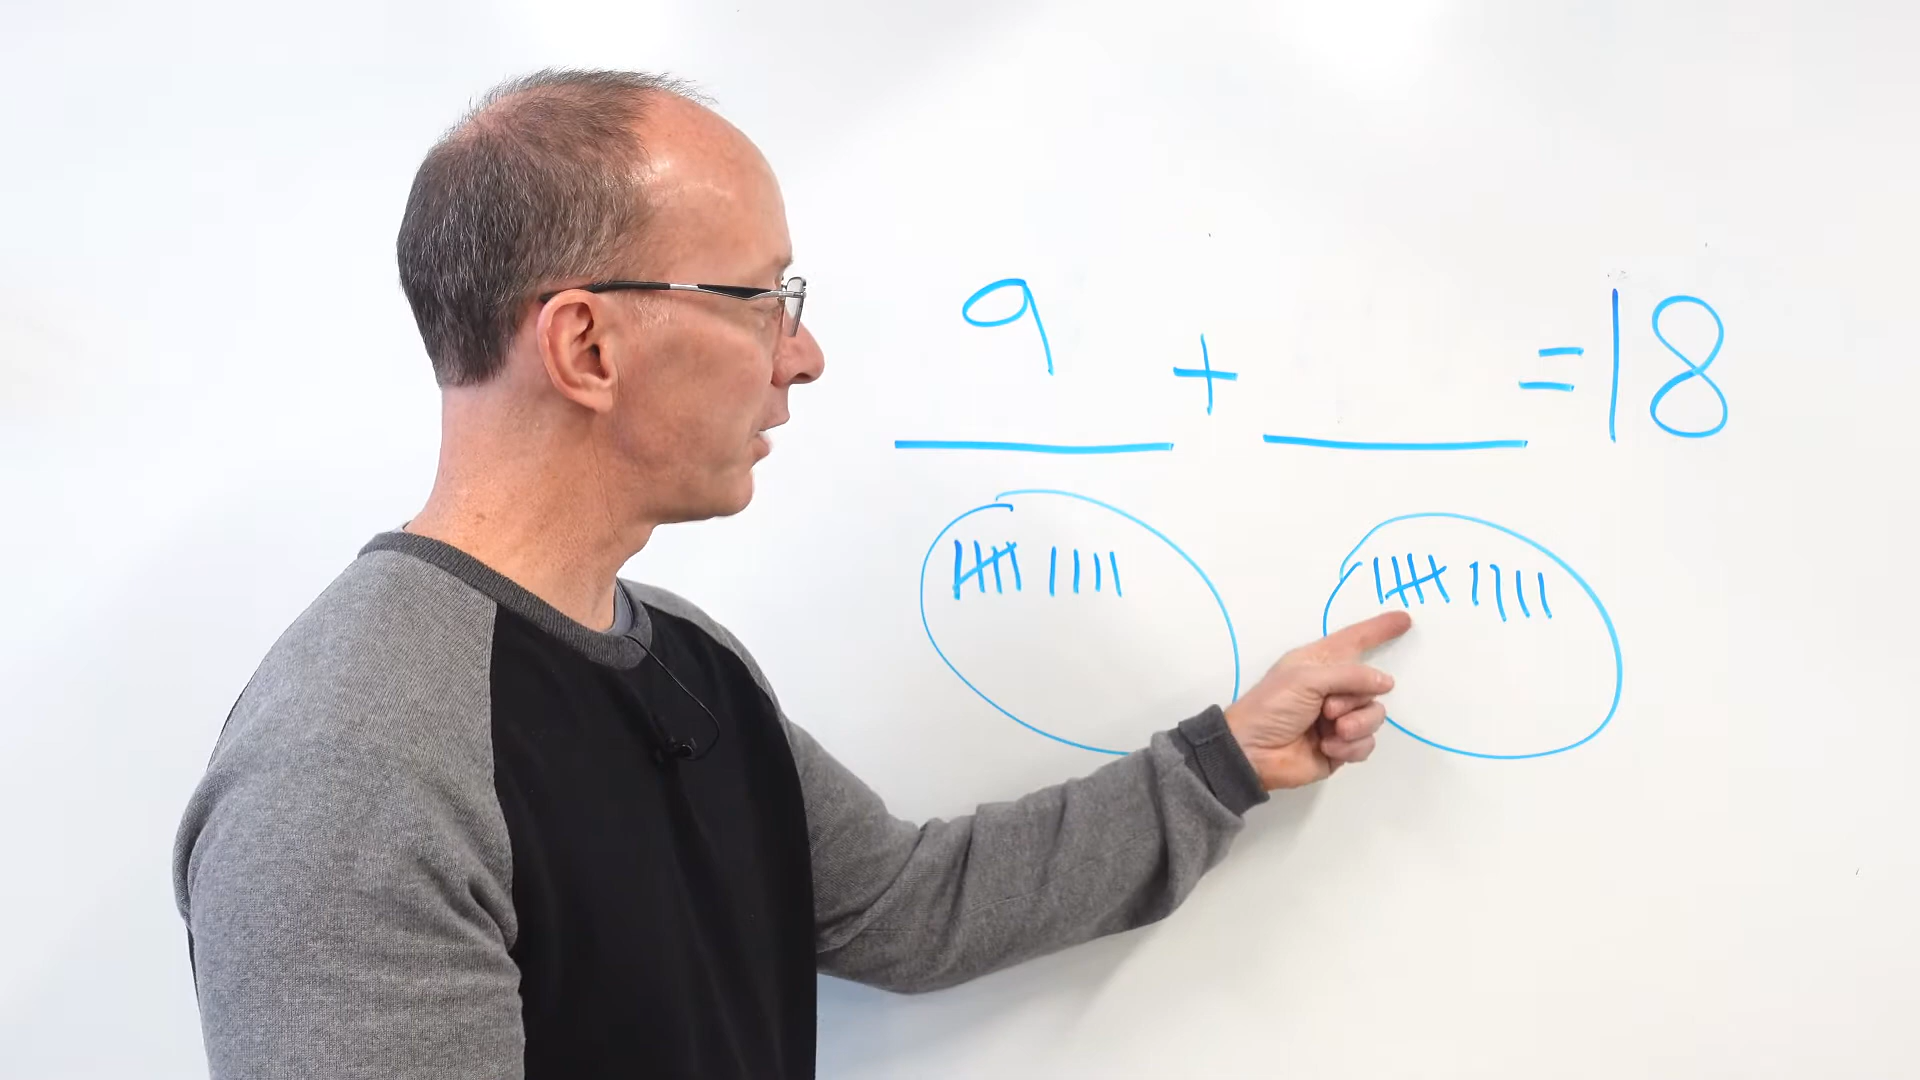 9 + ___ = 18
𝍸 |||| 𝍸 ||||